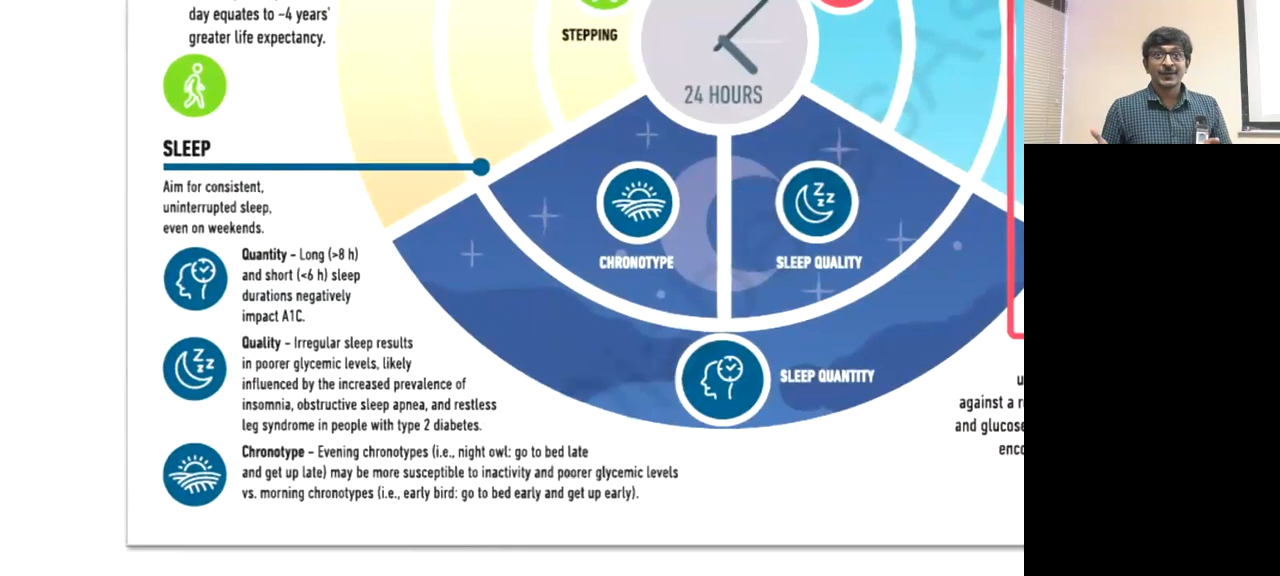 day equates to ~4 years'
greater life expectancy.
STEPPING
24 HOURS
SLEEP
Aim for consistent,
uninterrupted sleep,
even on weekends.
Quantity – Long (>8 h)
and short (<6 h) sleep
durations negatively
impact A1C.
Quality – Irregular sleep results
in poorer glycemic levels, likely
influenced by the increased prevalence of
insomnia, obstructive sleep apnea, and restless
leg syndrome in people with type 2 diabetes.
Chronotype – Evening chronotypes (i.e., night owl: go to bed late
and get up late) may be more susceptible to inactivity and poorer glycemic levels
vs. morning chronotypes (i.e., early bird: go to bed early and get up early).
CHRONOTYPE
SLEEP QUALITY
SLEEP QUANTITY
against a
and glucose